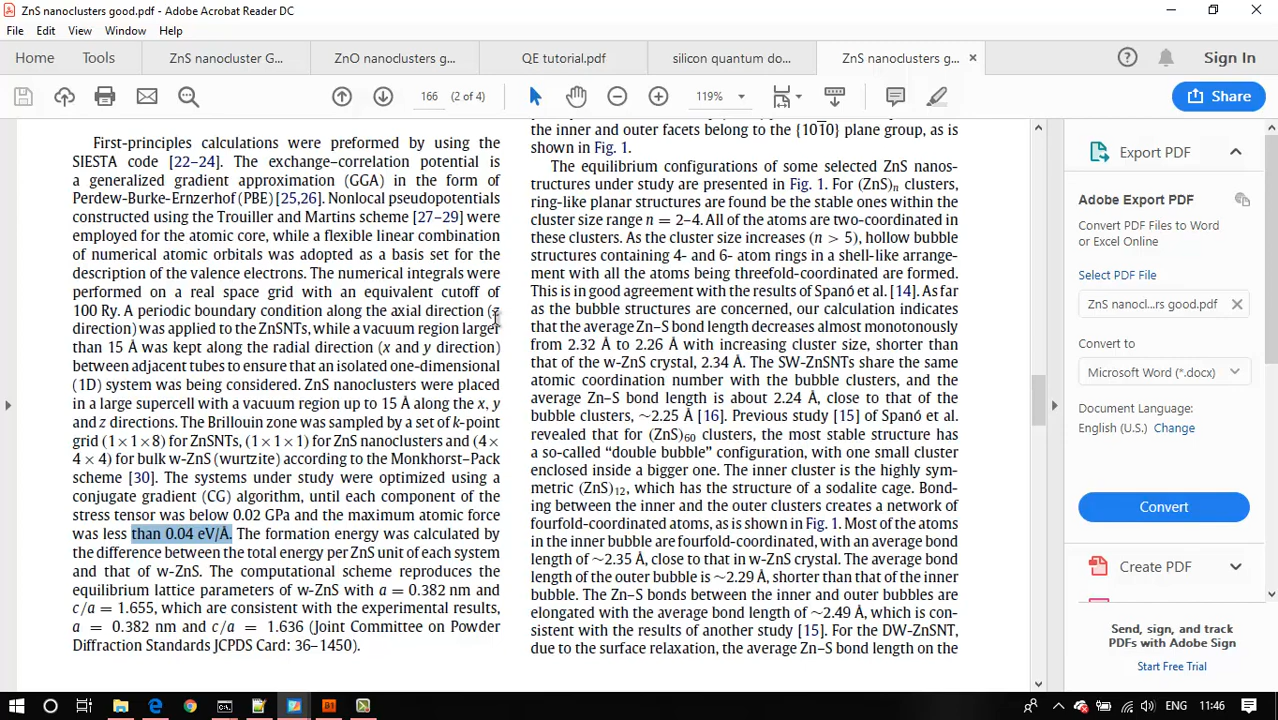 ZnS nanoclusters good.pdf - Adobe Acrobat Reader DC
File Edit View Window Help
Home Tools ZnS nanocluster G... ZnO nanoclusters g... QE tutorial.pdf silicon quantum do... ZnS nanoclusters g... × Sign In
166 (2 of 4) 119% Share
First-principles calculations were preformed by using the
SIESTA code [22–24]. The exchange–correlation potential is
a generalized gradient approximation (GGA) in the form of
Perdew-Burke-Ernzerhof (PBE) [25,26]. Nonlocal pseudopotentials
constructed using the Trouiller and Martins scheme [27–29] were
employed for the atomic core, while a flexible linear combination
of numerical atomic orbitals was adopted as a basis set for the
description of the valence electrons. The numerical integrals were
performed on a real space grid with an equivalent cutoff of
100 Ry. A periodic boundary condition along the axial direction (z
direction) was applied to the ZnSNTs, while a vacuum region larger
than 15 Å was kept along the radial direction (x and y direction)
between adjacent tubes to ensure that an isolated one-dimensional
(1D) system was being considered. ZnS nanoclusters were placed
in a large supercell with a vacuum region up to 15 Å along the x, y
and z directions. The Brillouin zone was sampled by a set of k-point
grid (1×1×8) for ZnSNTs, (1×1×1) for ZnS nanoclusters and (4×
4 × 4) for bulk w-ZnS (wurtzite) according to the Monkhorst–Pack
scheme [30]. The systems under study were optimized using a
conjugate gradient (CG) algorithm, until each component of the
stress tensor was below 0.02 GPa and the maximum atomic force
was less than 0.04 eV/Å. The formation energy was calculated by
the difference between the total energy per ZnS unit of each system
and that of w-ZnS. The computational scheme reproduces the
equilibrium lattice parameters of w-ZnS with a = 0.382 nm and
c/a = 1.655, which are consistent with the experimental results,
a = 0.382 nm and c/a = 1.636 (Joint Committee on Powder
Diffraction Standards JCPDS Card: 36–1450).
the inner and outer facets belong to the {101̄0} plane group, as is
shown in Fig. 1.
The equilibrium configurations of some selected ZnS nanos-
tructures under study are presented in Fig. 1. For (ZnS)n clusters,
ring-like planar structures are found be the stable ones within the
cluster size range n = 2–4. All of the atoms are two-coordinated in
these clusters. As the cluster size increases (n > 5), hollow bubble
structures containing 4- and 6- atom rings in a shell-like arrange-
ment with all the atoms being threefold-coordinated are formed.
This is in good agreement with the results of Spanó et al. [14]. As far
as the bubble structures are concerned, our calculation indicates
that the average Zn–S bond length decreases almost monotonously
from 2.32 Å to 2.26 Å with increasing cluster size, shorter than
that of the w-ZnS crystal, 2.34 Å. The SW-ZnSNTs share the same
atomic coordination number with the bubble clusters, and the
average Zn–S bond length is about 2.24 Å, close to that of the
bubble clusters, ~2.25 Å [16]. Previous study [15] of Spanó et al.
revealed that for (ZnS)60 clusters, the most stable structure has
a so-called “double bubble” configuration, with one small cluster
enclosed inside a bigger one. The inner cluster is the highly sym-
metric (ZnS)12, which has the structure of a sodalite cage. Bond-
ing between the inner and the outer clusters creates a network of
fourfold-coordinated atoms, as is shown in Fig. 1. Most of the atoms
in the inner bubble are fourfold-coordinated, with an average bond
length of ~2.35 Å, close to that in w-ZnS crystal. The average bond
length of the outer bubble is ~2.29 Å, shorter than that of the inner
bubble. The Zn–S bonds between the inner and outer bubbles are
elongated with the average bond length of ~2.49 Å, which is con-
sistent with the results of another study [15]. For the DW-ZnSNT,
due to the surface relaxation, the average Zn–S bond length on the
Export PDF
Adobe Export PDF
Convert PDF Files to Word
or Excel Online
Select PDF File
ZnS nanocl...rs good.pdf ×
Convert to
Microsoft Word (*.docx)
Document Language:
English (U.S.) Change
Convert
Create PDF
Send, sign, and track
PDFs with Adobe Sign
Start Free Trial
ENG 11:46